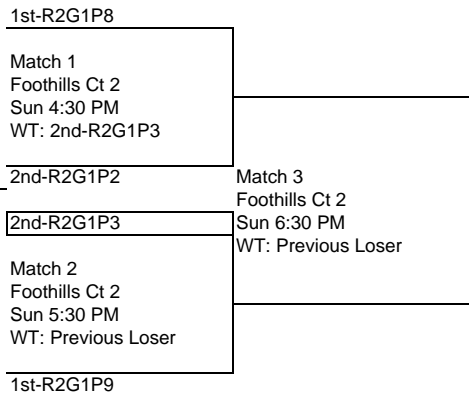 1st-R2G1P8
Match 1
Foothills Ct 2
Sun 4:30 PM
WT: 2nd-R2G1P3
2nd-R2G1P2
2nd-R2G1P3
Match 2
Foothills Ct 2
Sun 5:30 PM
WT: Previous Loser
1st-R2G1P9
Match 3
Foothills Ct 2
Sun 6:30 PM
WT: Previous Loser